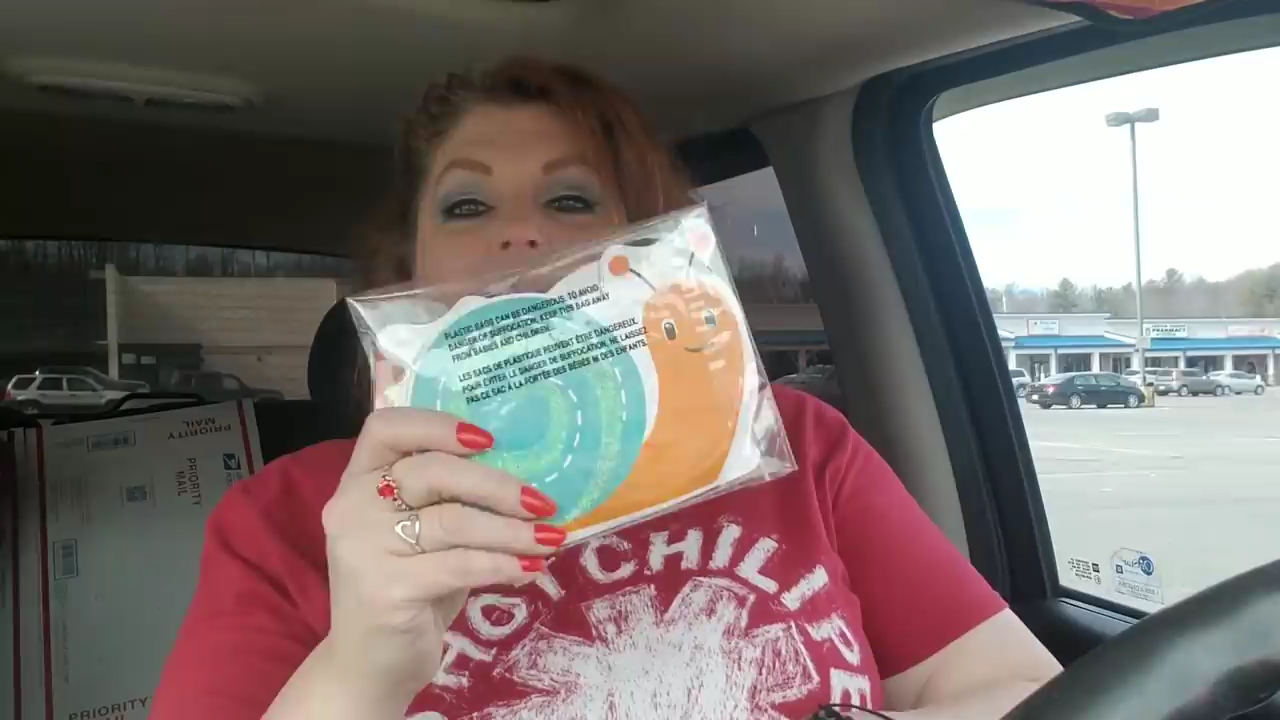 PLASTIC BAGS CAN BE DANGEROUS. TO AVOID
DANGER OF SUFFOCATION, KEEP THIS BAG AWAY
FROM BABIES AND CHILDREN.
LES SACS DE PLASTIQUE PEUVENT ÊTRE DANGEREUX.
POUR ÉVITER LE DANGER DE SUFFOCATION, NE LAISSEZ
PAS CE SAC À LA PORTÉE DES BÉBÉS NI DES ENFANTS.
HOT CHILI PE
PRIORITY
MAIL
PRIORITY
MAIL
PRIORITY
PHARMACY